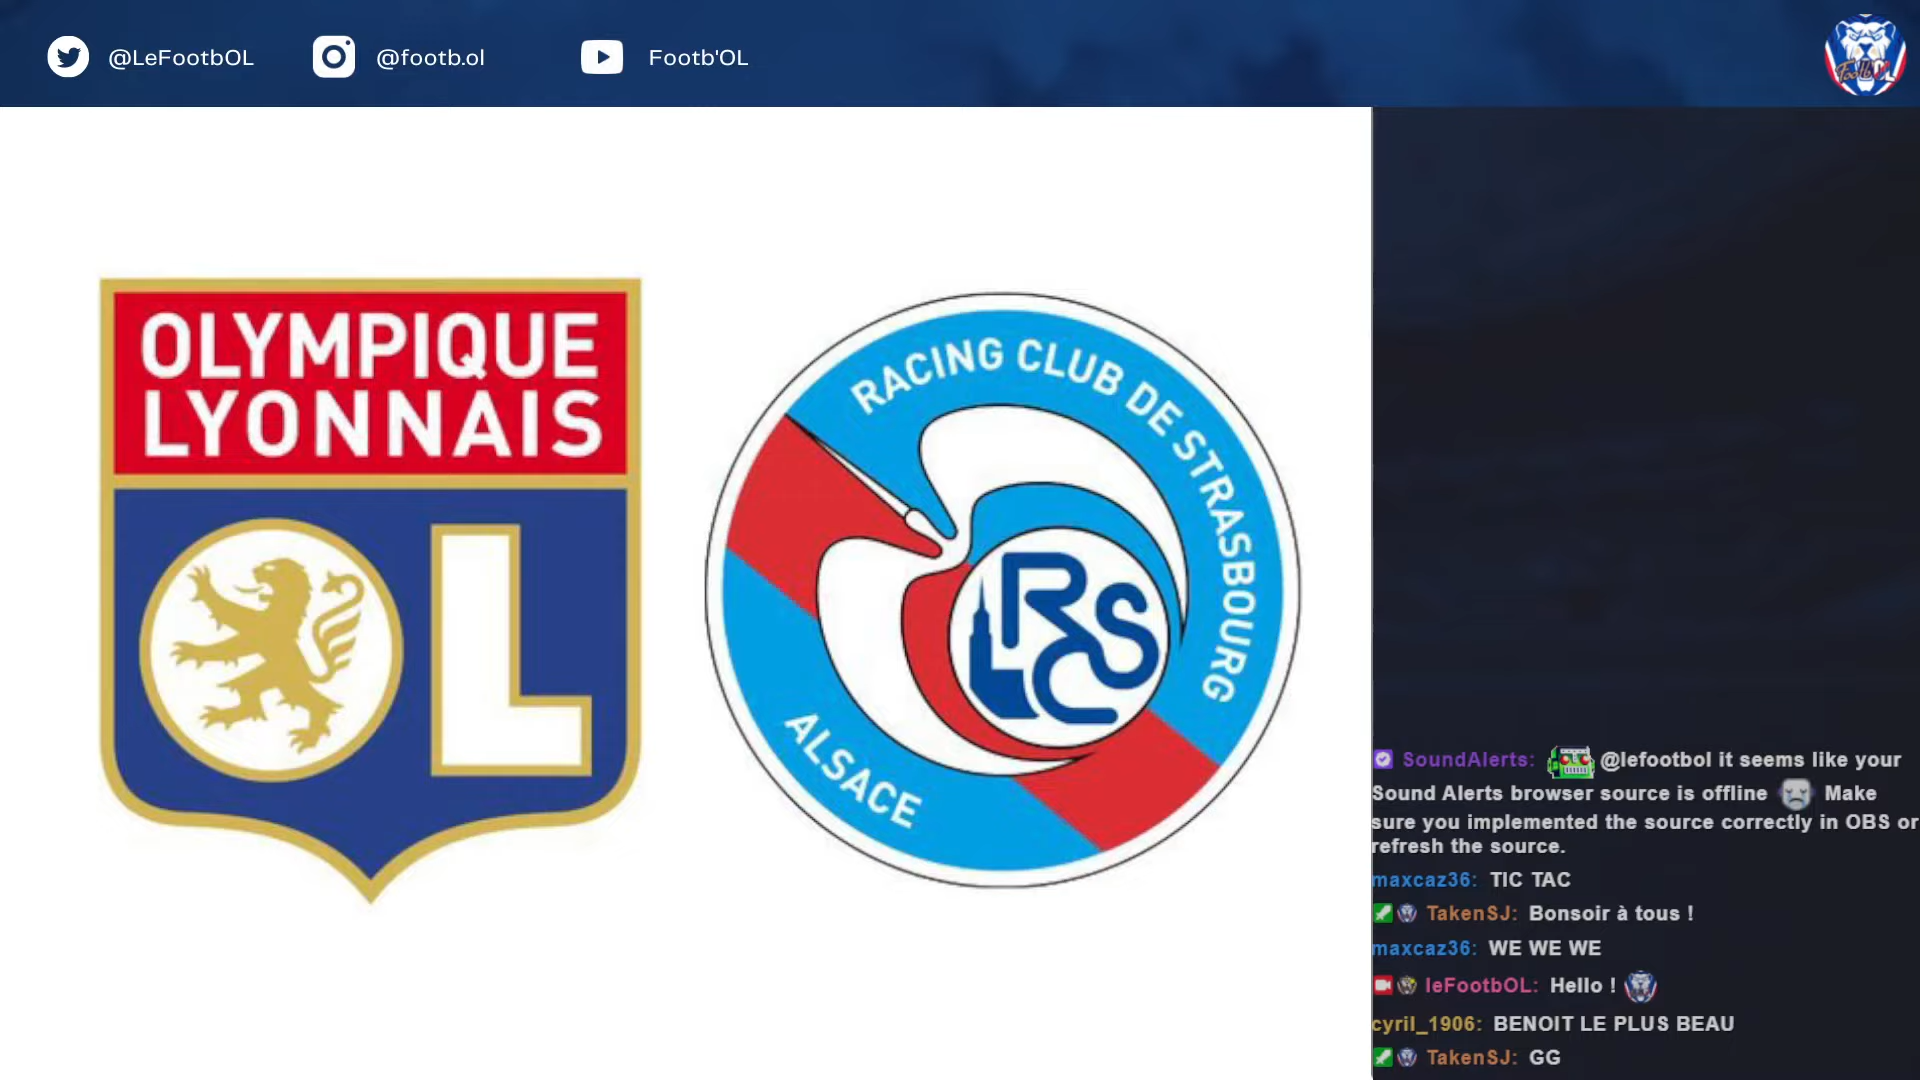 @LeFootbOL @footb.ol Footb'OL
OLYMPIQUE
LYONNAIS
OL
RACING CLUB DE STRASBOURG
RCS
ALSACE
SoundAlerts: @lefootbol it seems like your
Sound Alerts browser source is offline Make
sure you implemented the source correctly in OBS or
refresh the source.
maxcaz36: TIC TAC
TakenSJ: Bonsoir à tous !
maxcaz36: WE WE WE
leFootbOL: Hello !
cyril_1906: BENOIT LE PLUS BEAU
TakenSJ: GG